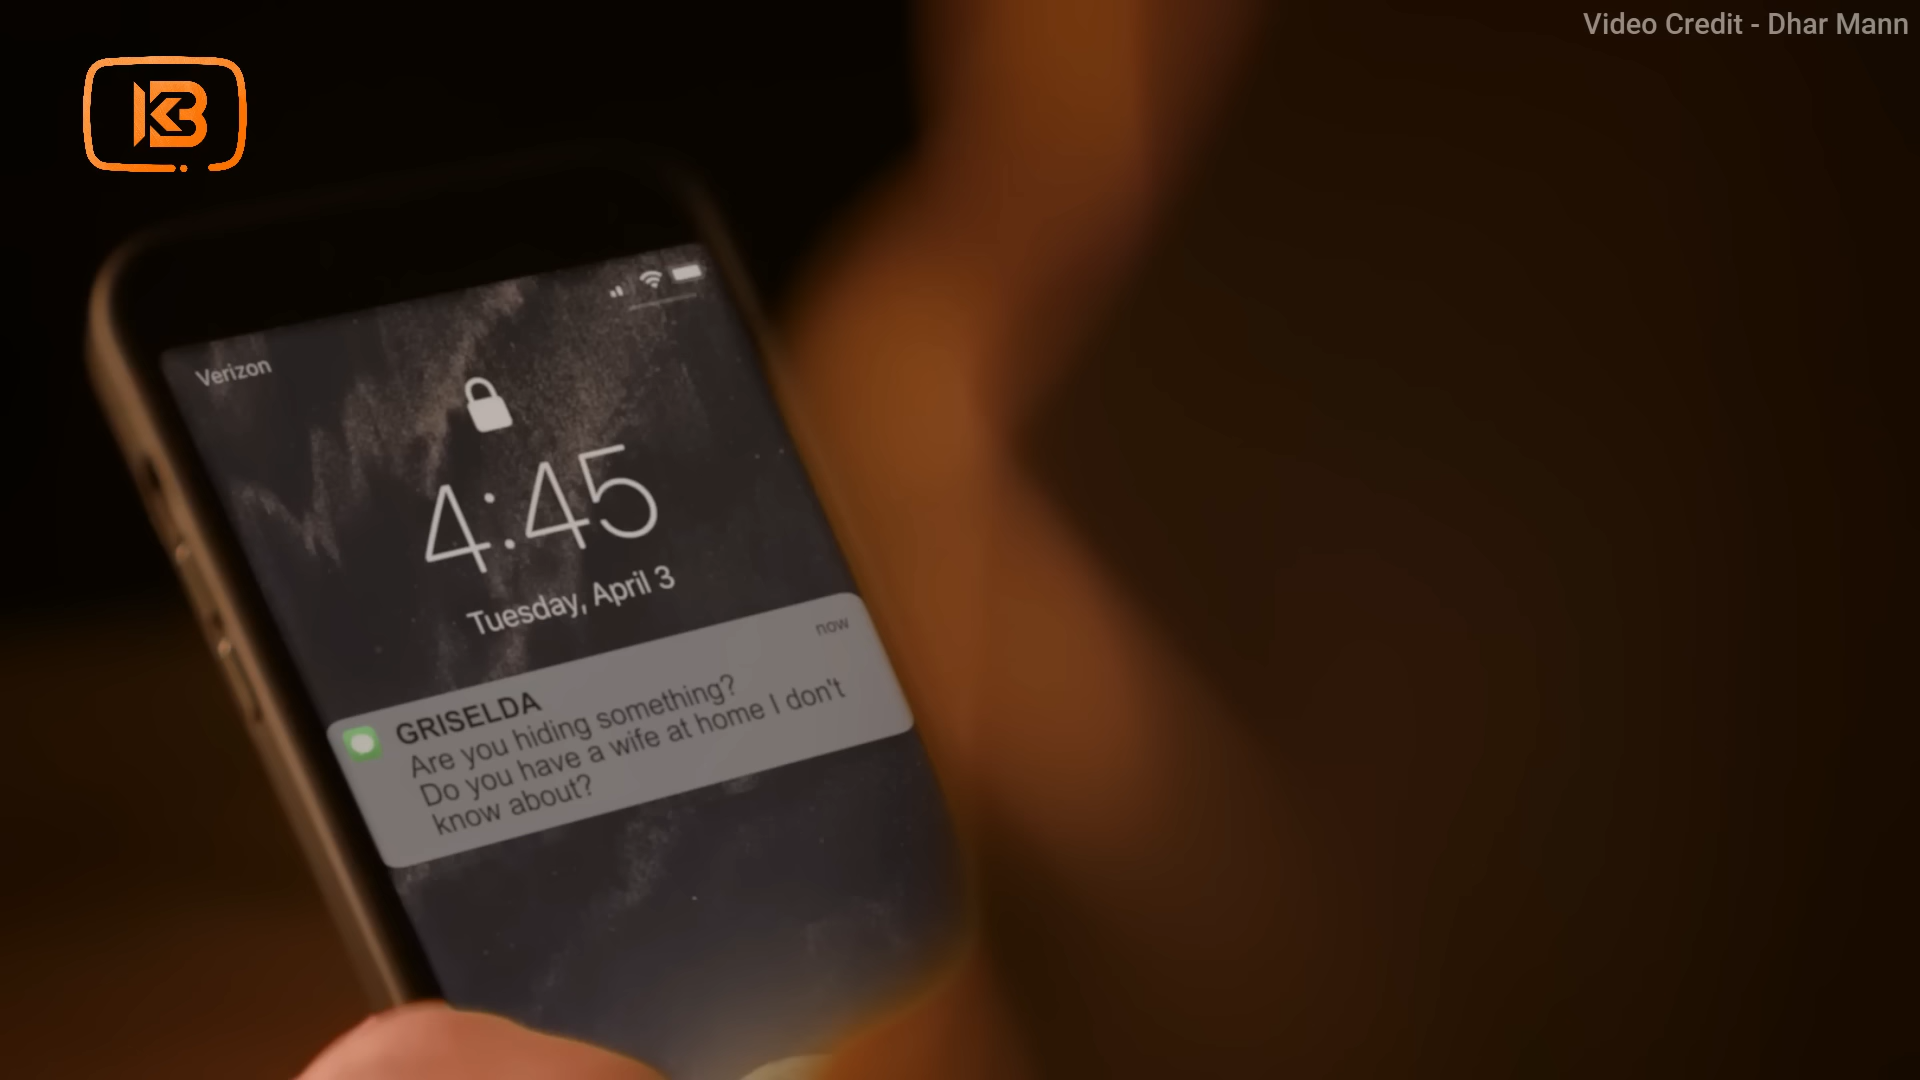 Video Credit - Dhar Mann
KB
Verizon
4:45
Tuesday, April 3
now
GRISELDA
Are you hiding something?
Do you have a wife at home I don't
know about?